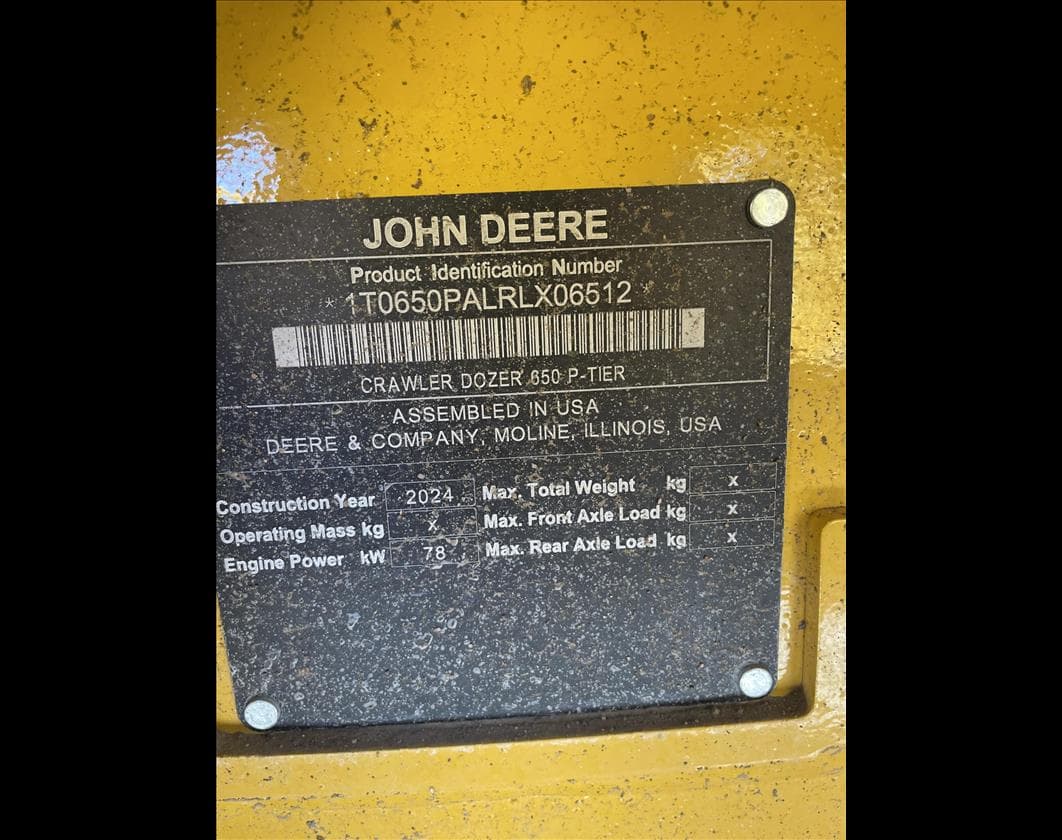 JOHN DEERE
Product Identification Number
*1T0650PALRLX06512*
CRAWLER DOZER 650 P-TIER
ASSEMBLED IN USA
DEERE & COMPANY, MOLINE, ILLINOIS, USA
Construction Year 2024 Max. Total Weight kg x
Operating Mass kg x Max. Front Axle Load kg x
Engine Power kW 78 Max. Rear Axle Load kg x